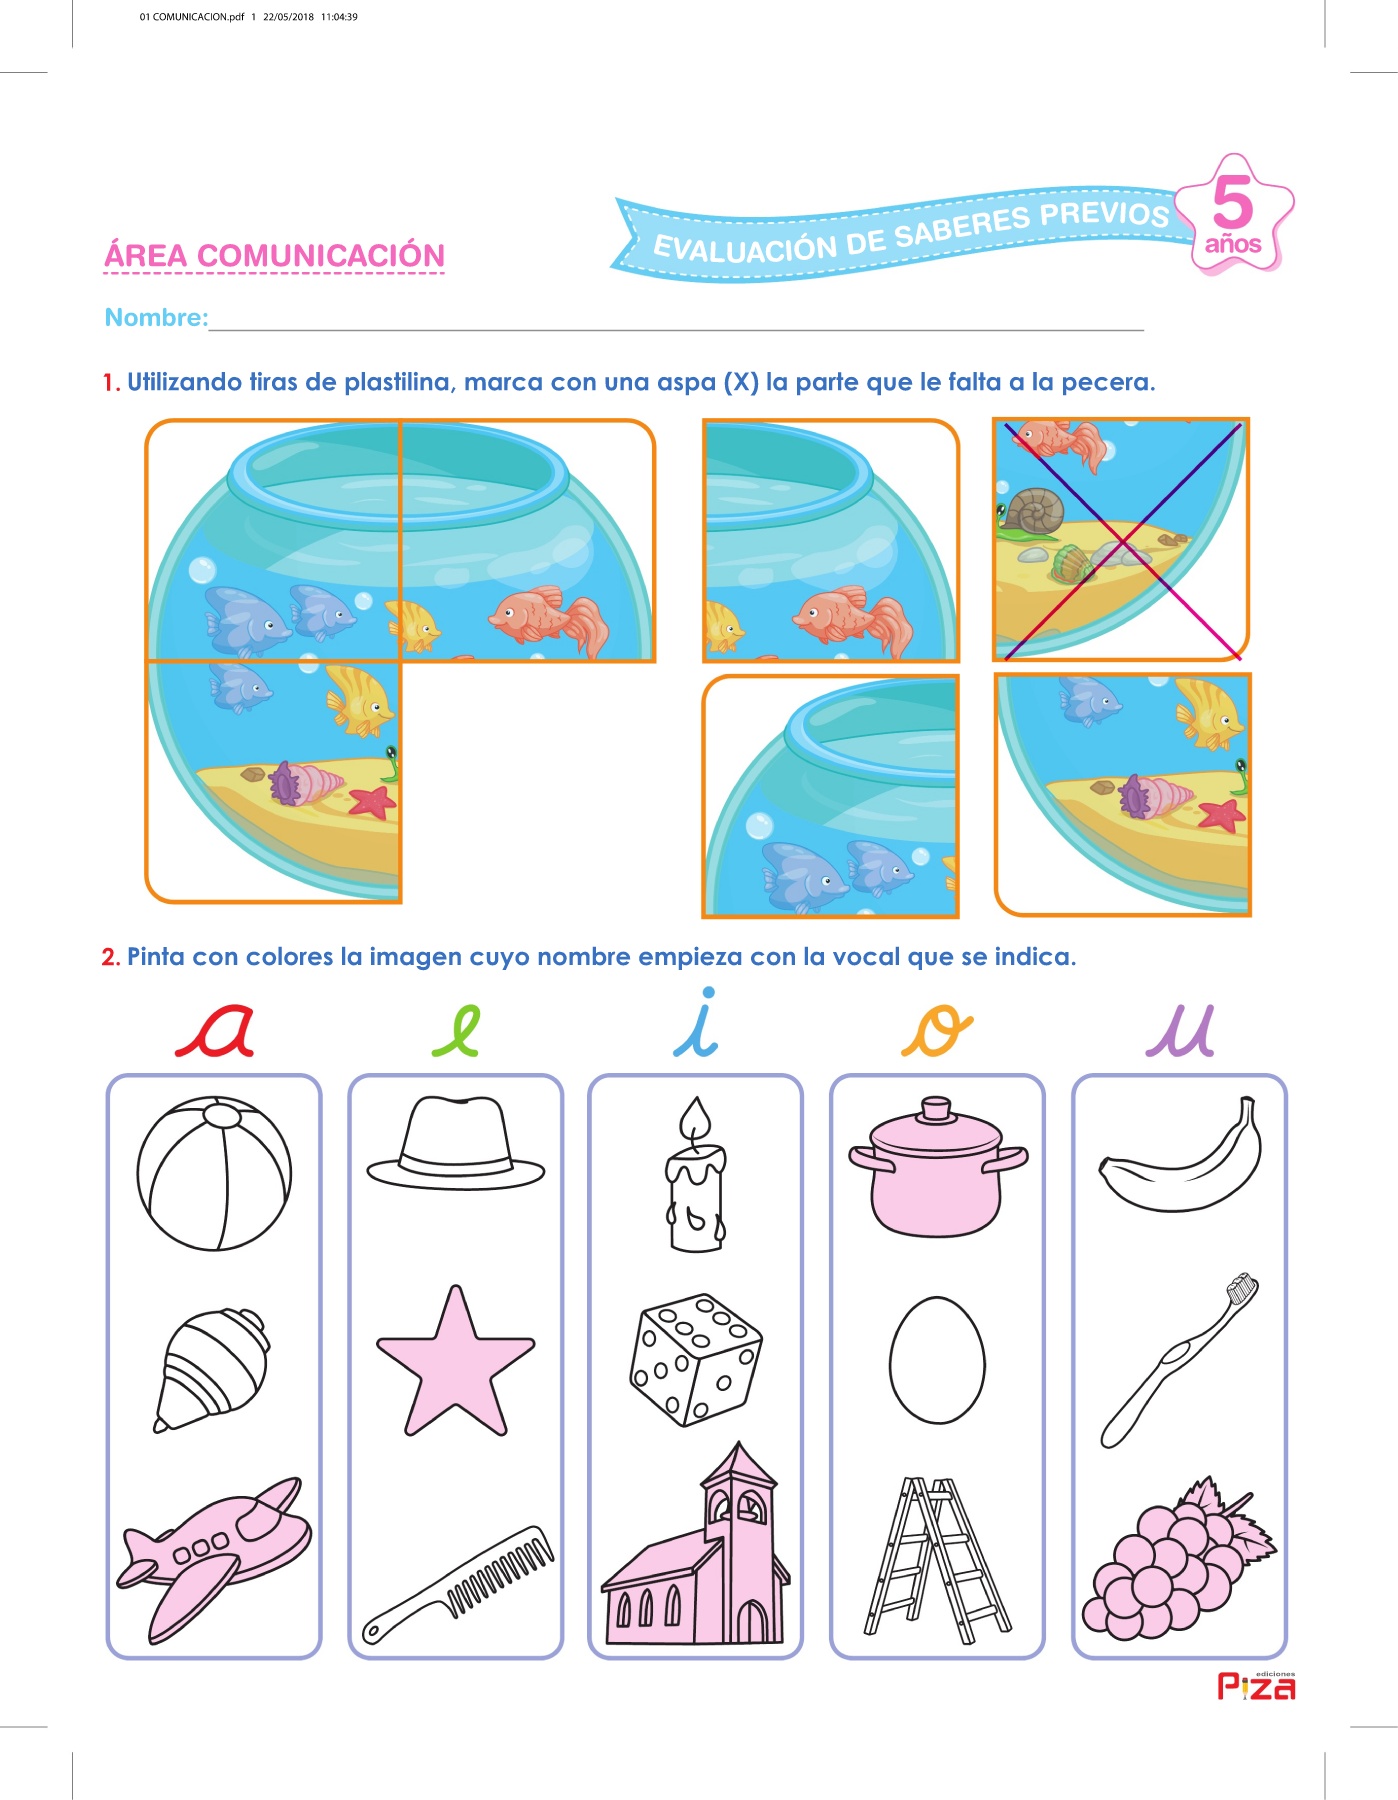 01 COMUNICACION.pdf 1 22/05/2018 11:04:39
EVALUACIÓN DE SABERES PREVIOS
5
años
ÁREA COMUNICACIÓN
Nombre:
1. Utilizando tiras de plastilina, marca con una aspa (X) la parte que le falta a la pecera.
2. Pinta con colores la imagen cuyo nombre empieza con la vocal que se indica.
a e i o u
ediciones
Piza